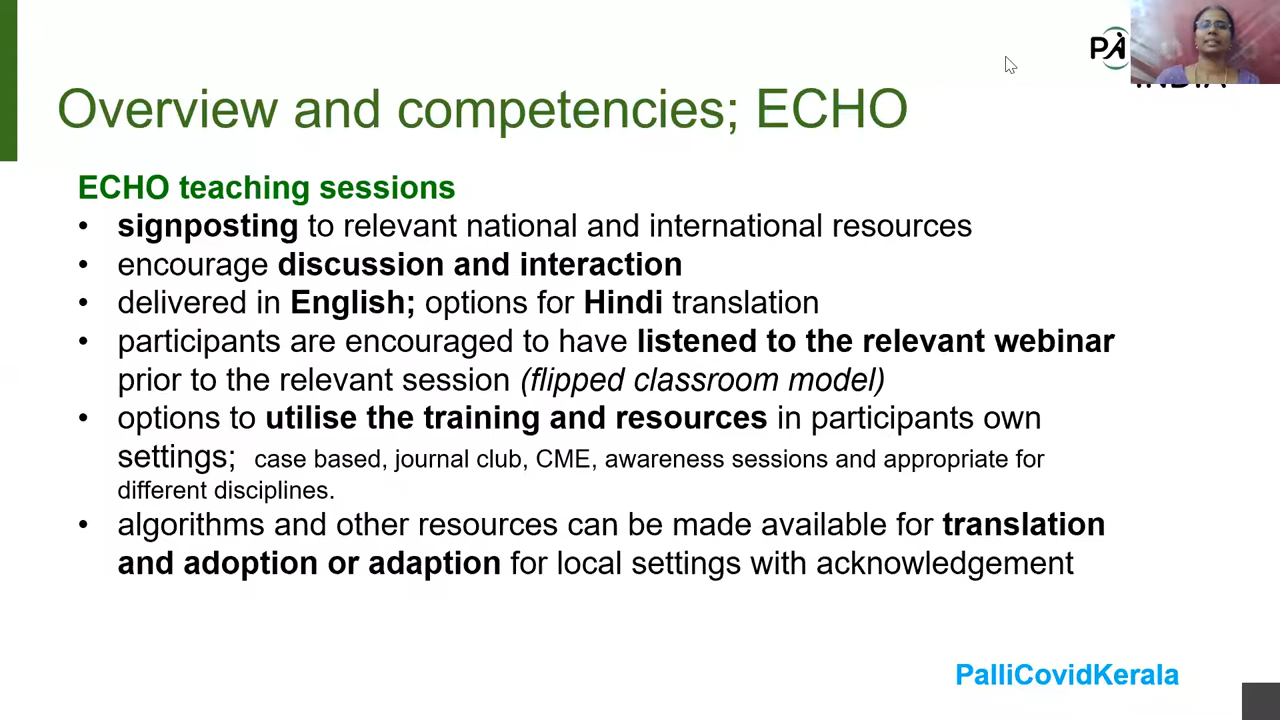 PA
INDIA
Overview and competencies; ECHO
ECHO teaching sessions
• signposting to relevant national and international resources
• encourage discussion and interaction
• delivered in English; options for Hindi translation
• participants are encouraged to have listened to the relevant webinar
prior to the relevant session (flipped classroom model)
• options to utilise the training and resources in participants own
settings; case based, journal club, CME, awareness sessions and appropriate for
different disciplines.
• algorithms and other resources can be made available for translation
and adoption or adaption for local settings with acknowledgement
PalliCovidKerala